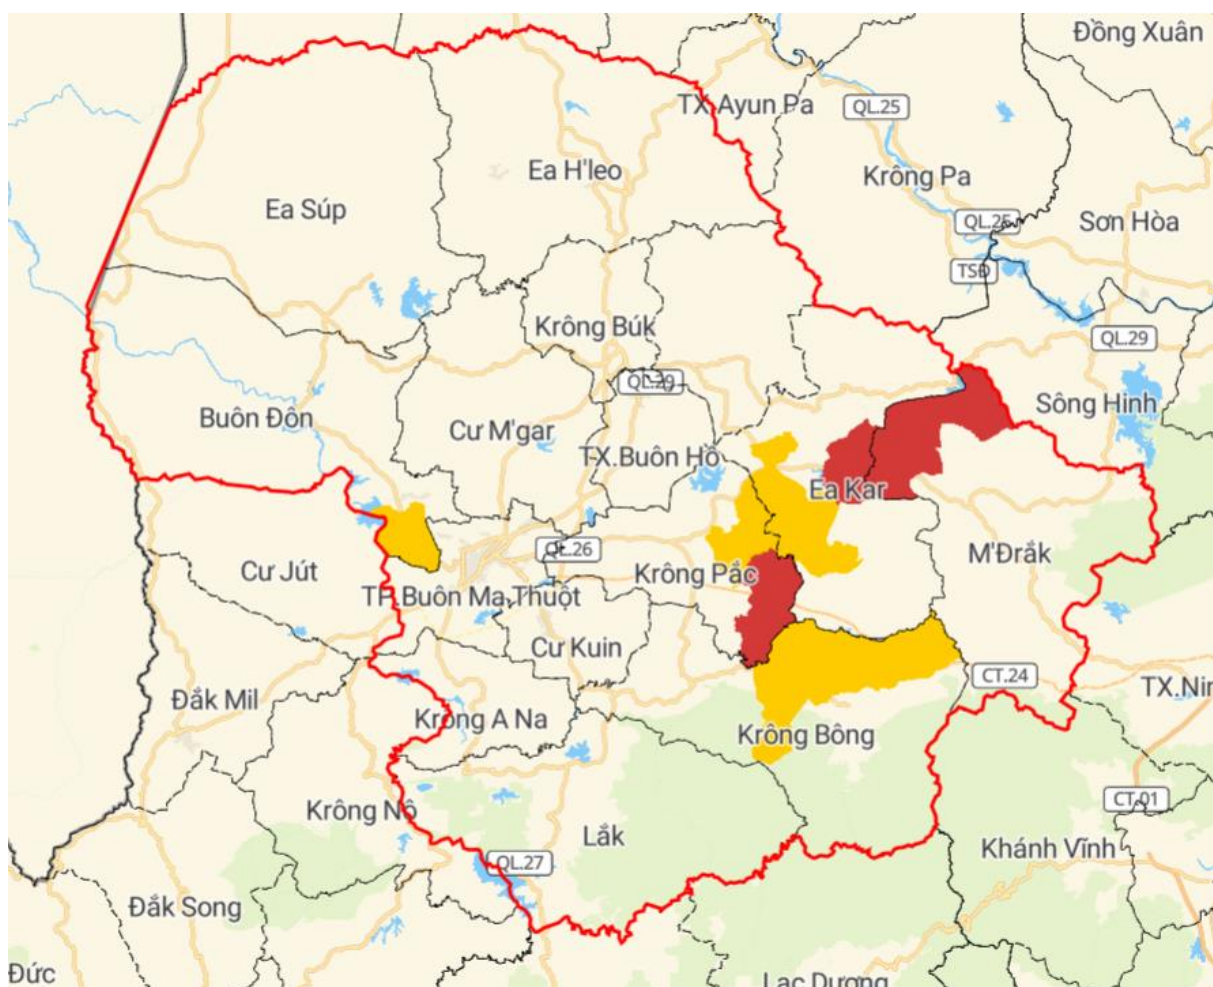 Đồng Xuân
TX.Ayun Pa
QL.25
Ea H'leo
Krông Pa
Ea Súp
QL.25
Sơn Hòa
TSĐ
Krông Búk
QL.29
QL.29
Buôn Đôn
Sông Hinh
Cư M'gar
TX.Buôn Hồ
Ea Kar
QL.26
M'Đrắk
Cư Jút
Krông Pắc
TP.Buôn Ma Thuột
Cư Kuin
CT.24
Đắk Mil
TX.Nin
Krông A Na
Krông Bông
CT.01
Krông Nô
Lắk
Khánh Vĩnh
QL.27
Đắk Song
Đức
Lạc Dương